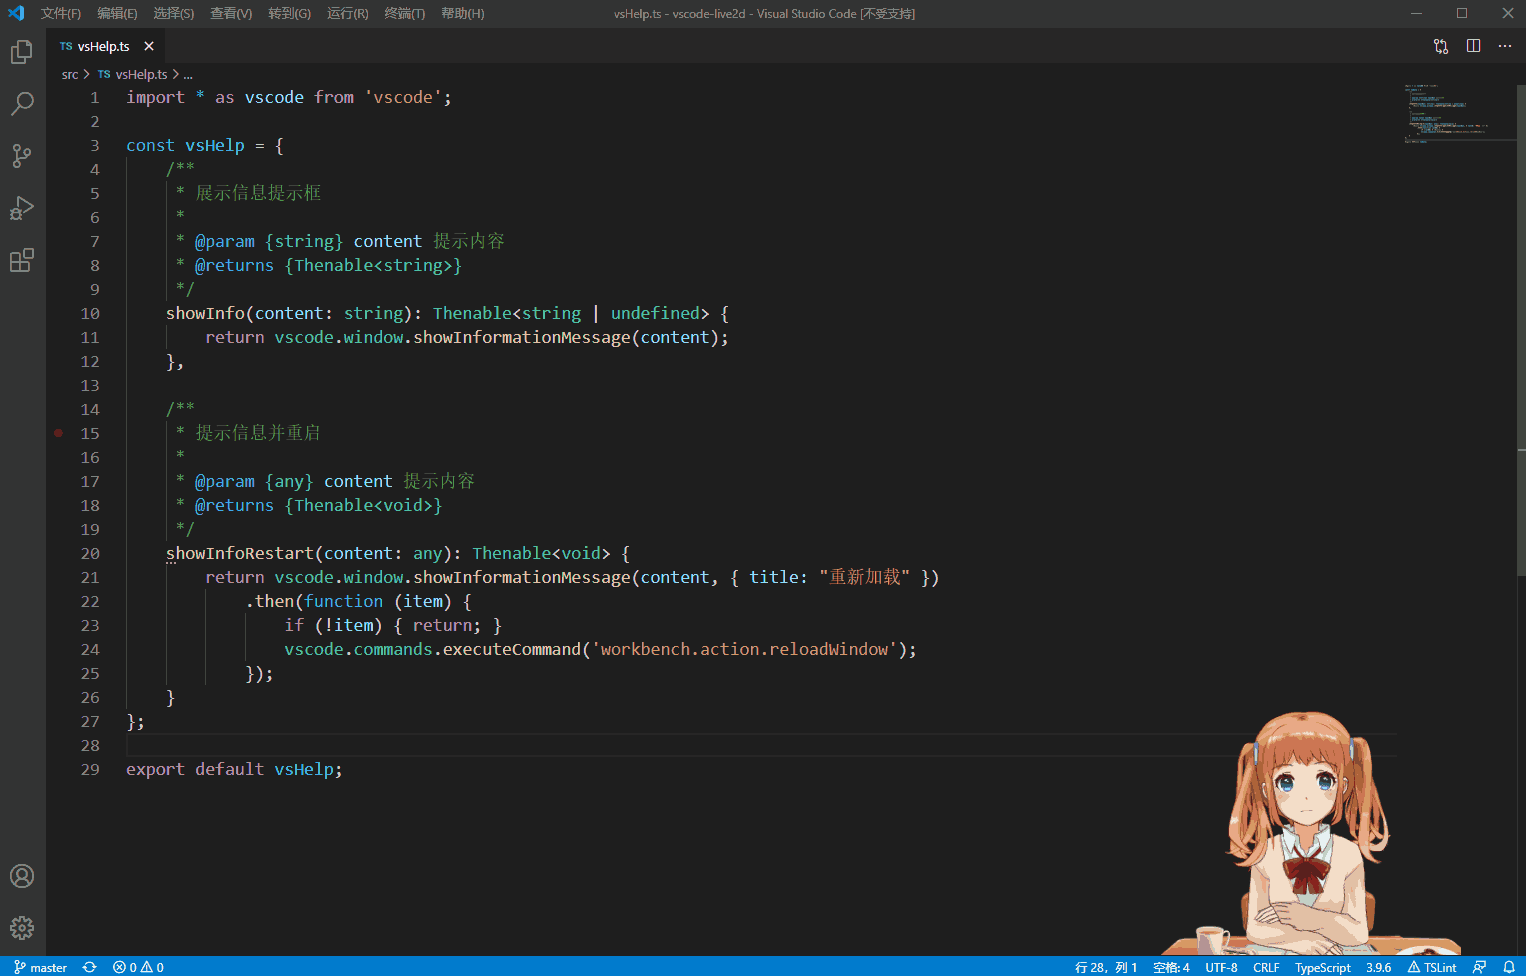 文件(F) 编辑(E) 选择(S) 查看(V) 转到(G) 运行(R) 终端(T) 帮助(H) vsHelp.ts - vscode-live2d - Visual Studio Code [不受支持]
TS vsHelp.ts
src > TS vsHelp.ts > ...
1 import * as vscode from 'vscode';
2
3 const vsHelp = {
4 /**
5 * 展示信息提示框
6 *
7 * @param {string} content 提示内容
8 * @returns {Thenable<string>}
9 */
10 showInfo(content: string): Thenable<string | undefined> {
11 return vscode.window.showInformationMessage(content);
12 },
13
14 /**
15 * 提示信息并重启
16 *
17 * @param {any} content 提示内容
18 * @returns {Thenable<void>}
19 */
20 showInfoRestart(content: any): Thenable<void> {
21 return vscode.window.showInformationMessage(content, { title: "重新加载" })
22 .then(function (item) {
23 if (!item) { return; }
24 vscode.commands.executeCommand('workbench.action.reloadWindow');
25 });
26 }
27 };
28
29 export default vsHelp;
master 0 0 行 28，列 1 空格: 4 UTF-8 CRLF TypeScript 3.9.6 TSLint